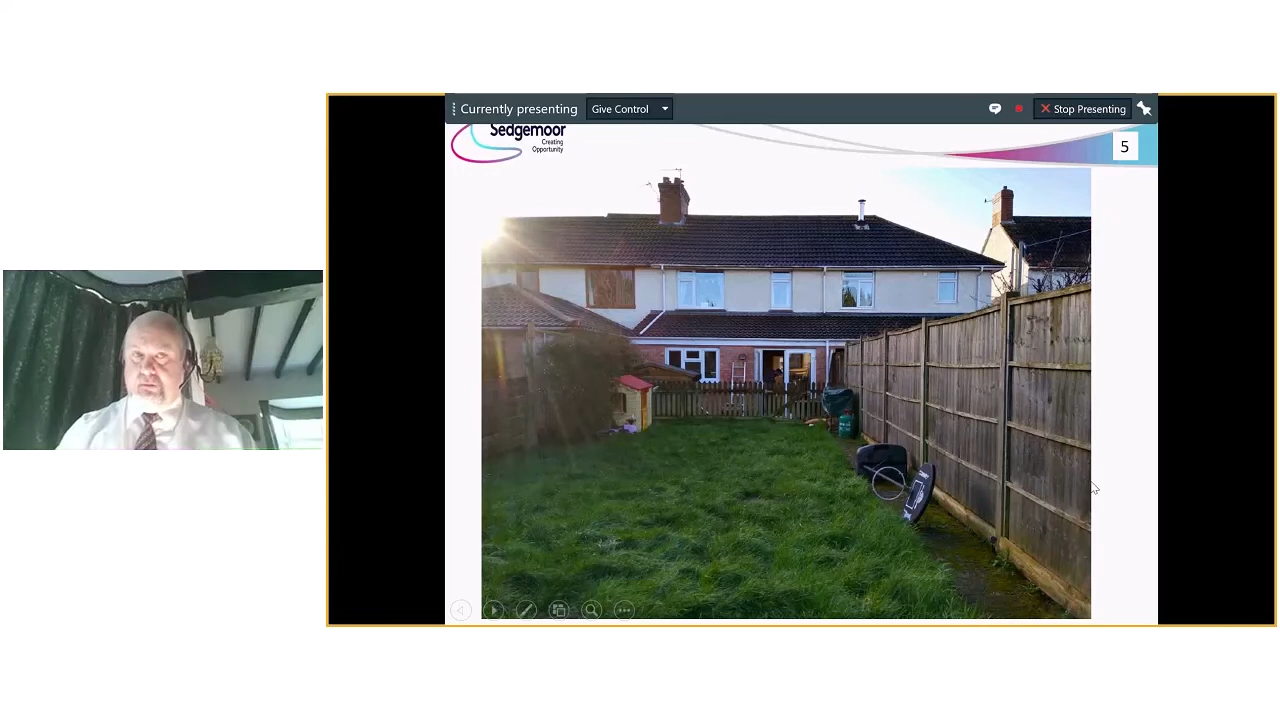 Currently presenting
Give Control
Stop Presenting
Sedgemoor
Creating
Opportunity
5